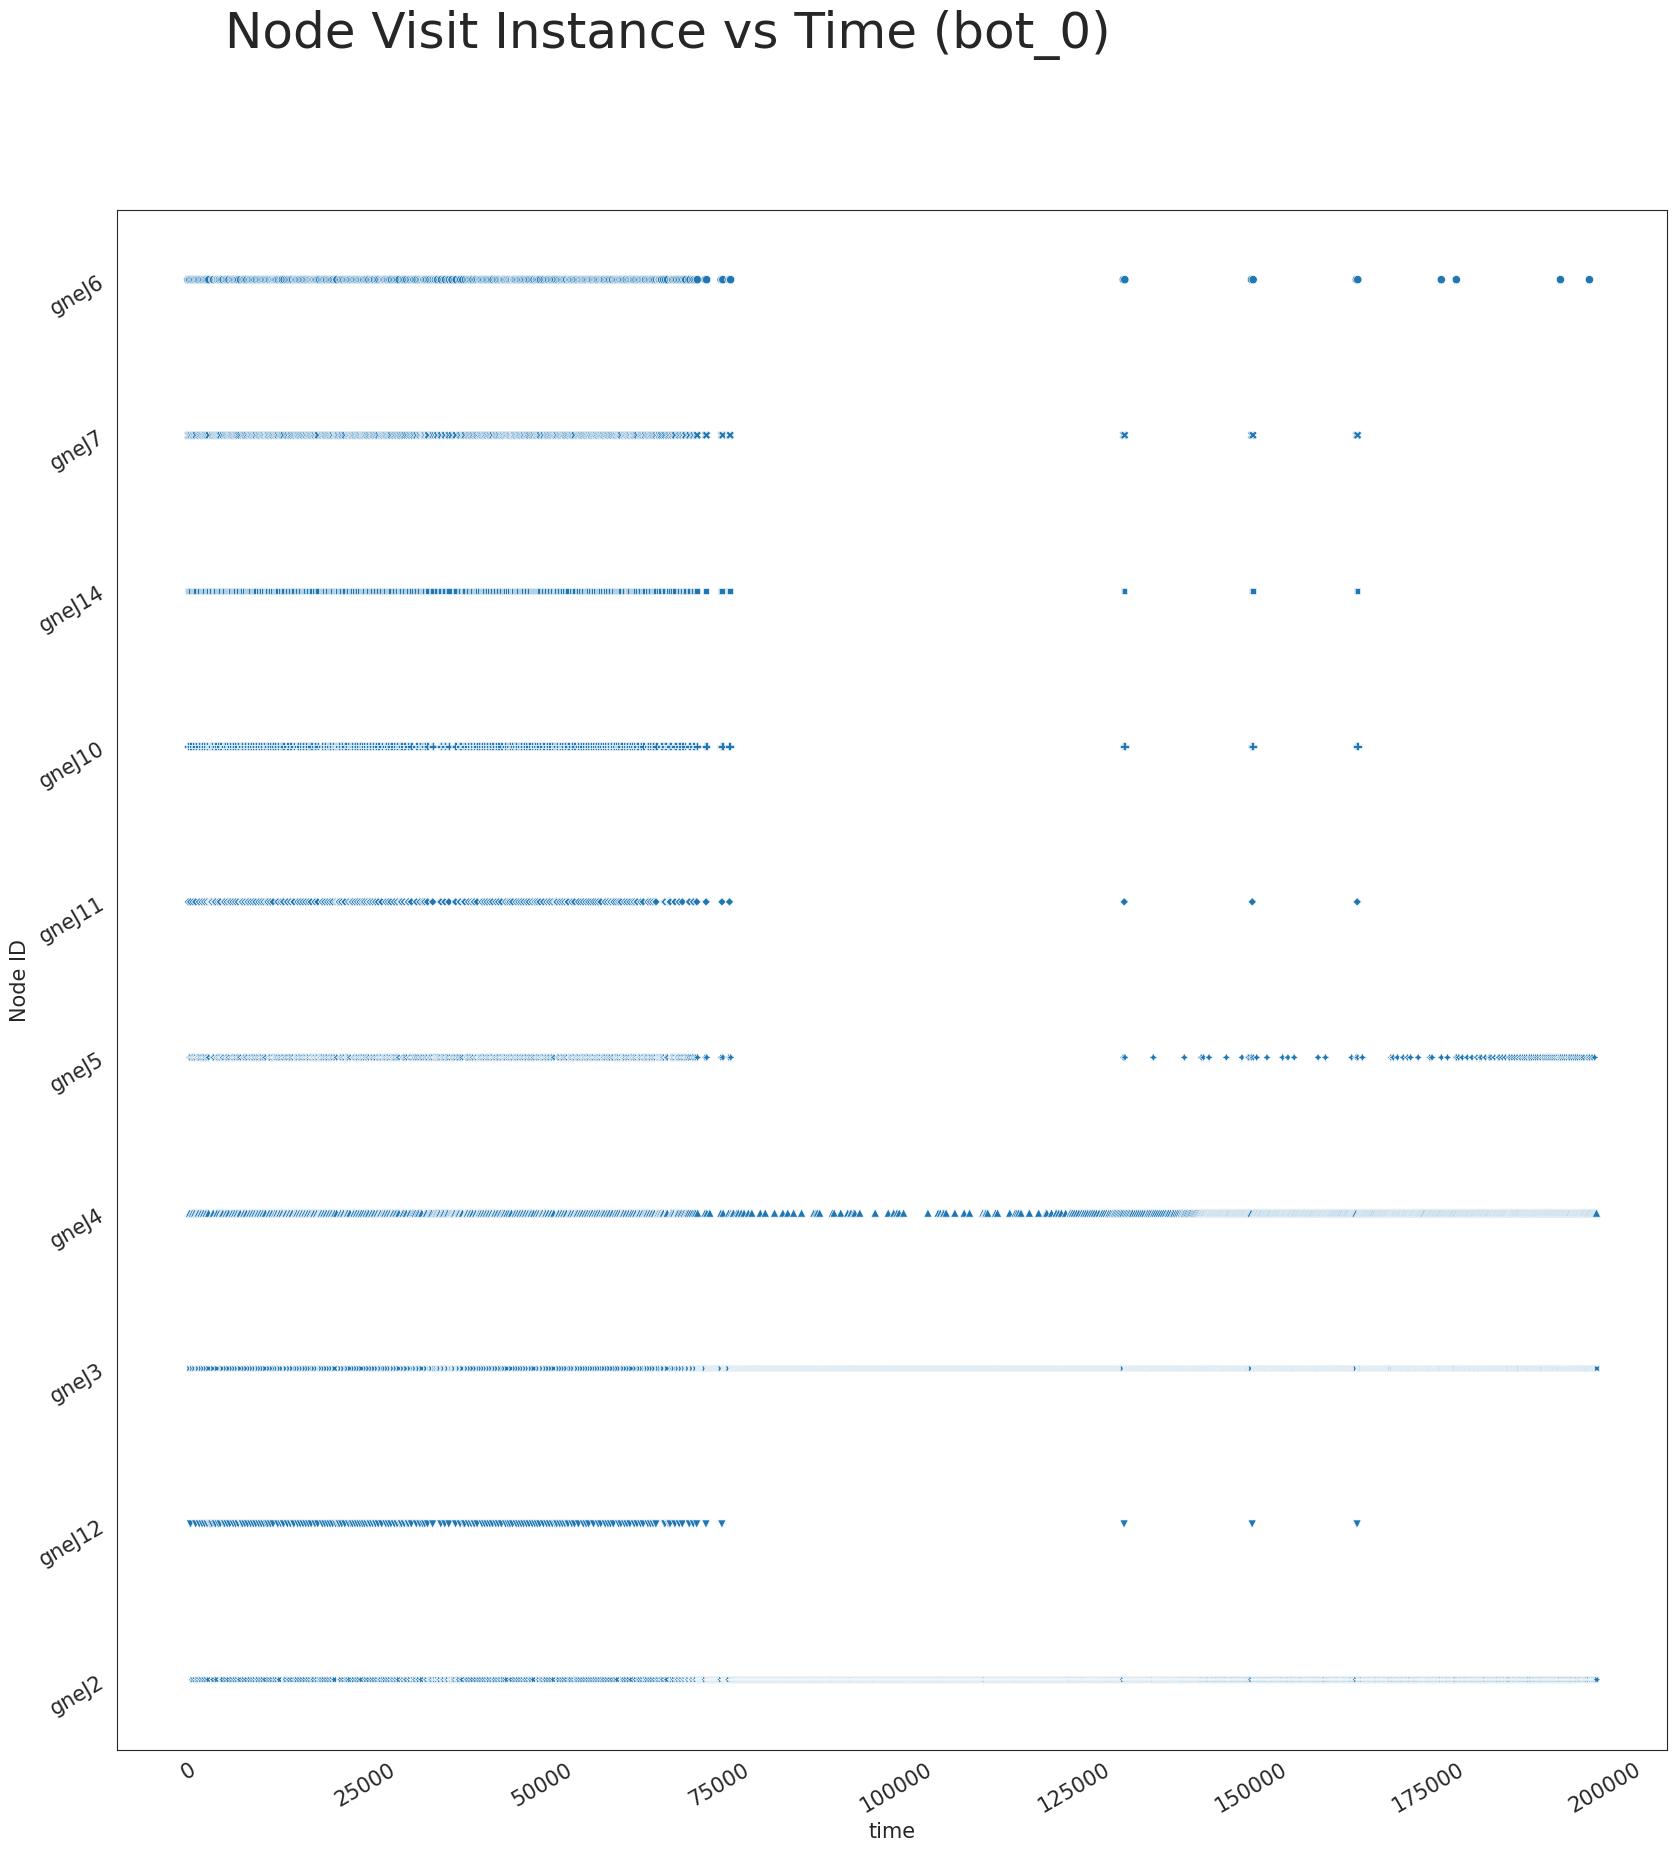 Node Visit Instance vs Time (bot_0)
gneJ6
gneJ7
gneJ14
gneJ10
gneJ11
gneJ5
gneJ4
gneJ3
gneJ12
gneJ2
Node ID
0
25000
50000
75000
100000
125000
150000
175000
200000
time